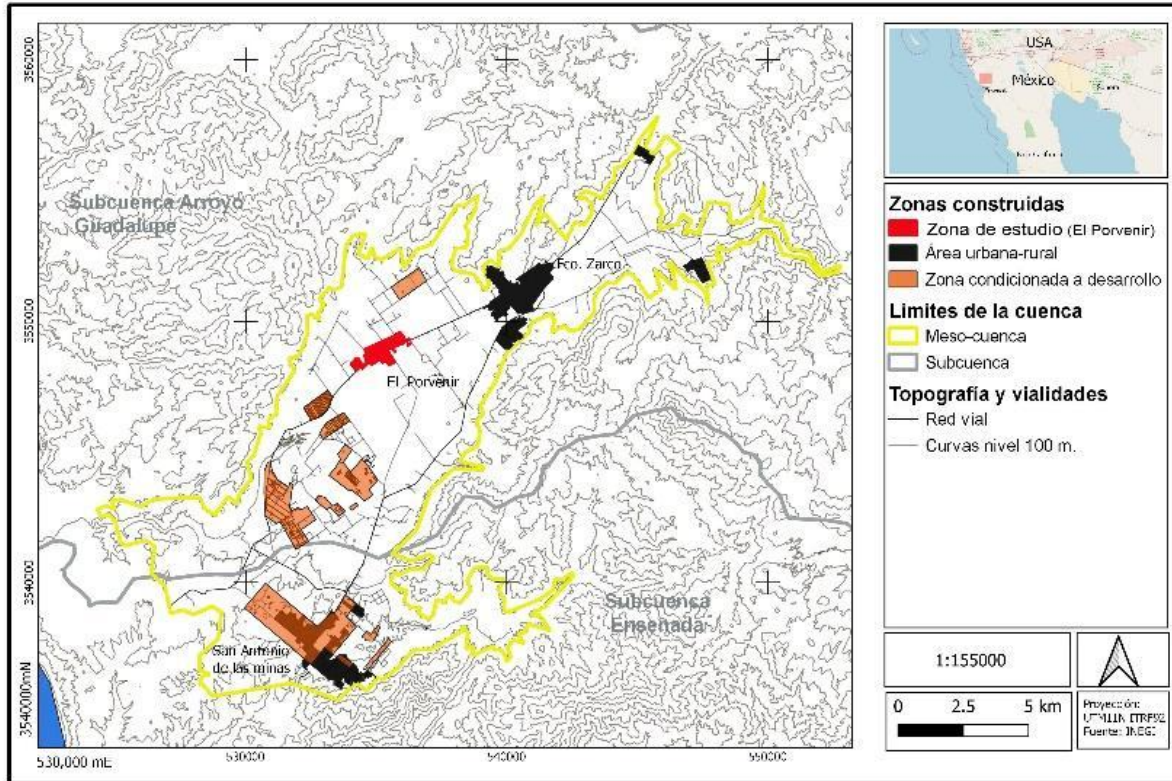 3560000
3550000
3540000
3540000mN
530,000 mE
530000
540000
550000
Subcuenca Arroyo
Guadalupe
Fco. Zarco
El Porvenir
San Antonio
de las minas
Subcuenca
Ensenada
USA
México
Zonas construidas
Zona de estudio (El Porvenir)
Área urbana-rural
Zona condicionada a desarrollo
Limites de la cuenca
Meso-cuenca
Subcuenca
Topografía y vialidades
Red vial
Curvas nivel 100 m.
1:155000
0 2.5 5 km
Proyección:
Fuente: INEGI